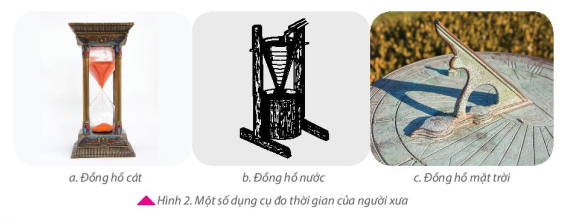 a. Đồng hồ cát
b. Đồng hồ nước
c. Đồng hồ mặt trời
Hình 2. Một số dụng cụ đo thời gian của người xưa